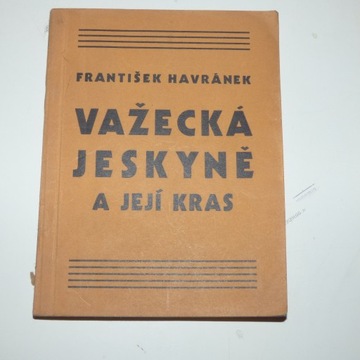 FRANTIŠEK HAVRÁNEK
VAŽECKÁ
JESKYNĚ
A JEJÍ KRAS